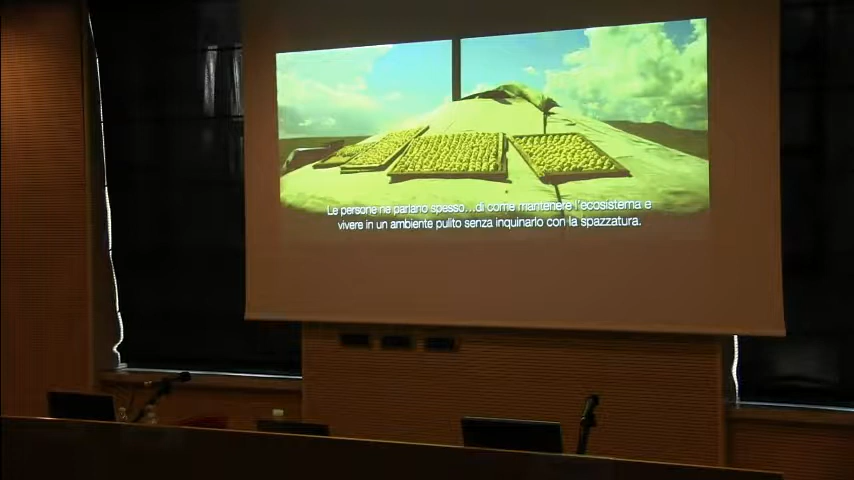 Le persone ne parlano spesso...di come mantenere l'ecosistema e
vivere in un ambiente pulito senza inquinarlo con la spazzatura.